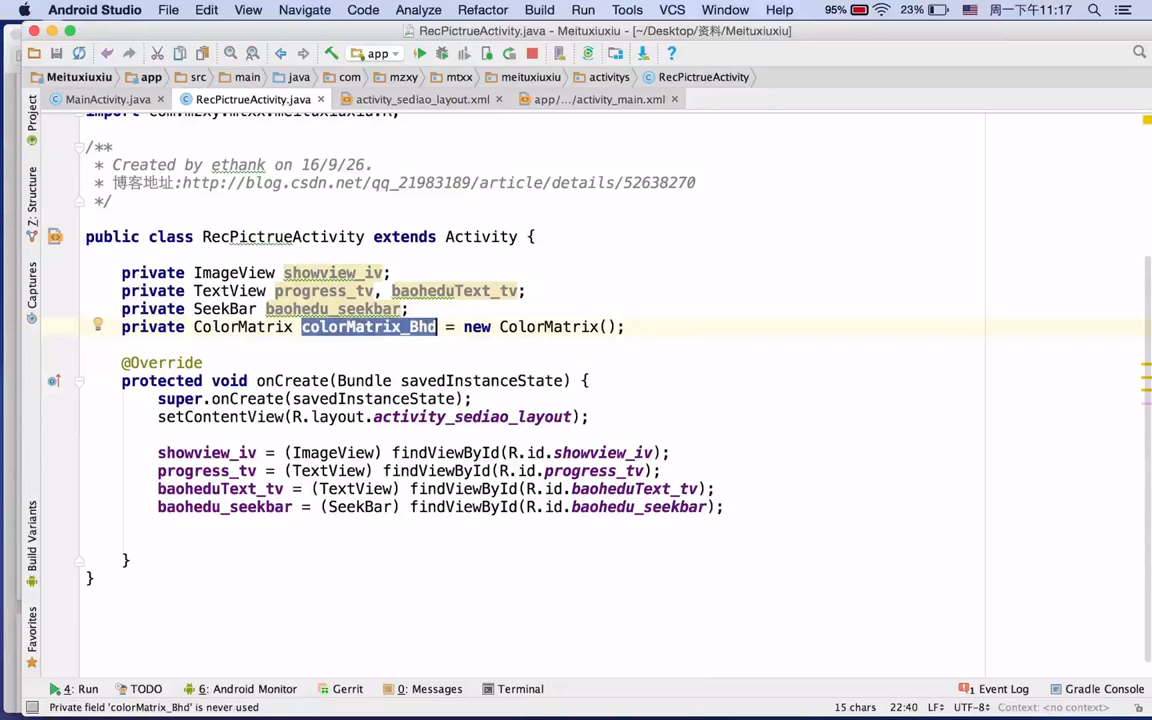 Android Studio File Edit View Navigate Code Analyze Refactor Build Run Tools VCS Window Help 95% 23% 周一下午11:17
RecPictrueActivity.java - Meituxiuxiu - [~/Desktop/资料/Meituxiuxiu]
app
Meituxiuxiu app src main java com mzxy mtxx meituxiuxiu activitys RecPictrueActivity
MainActivity.java RecPictrueActivity.java activity_sediao_layout.xml app/.../activity_main.xml
Project
Z: Structure
Captures
Build Variants
Favorites
import com.mzxy.mtxx.meituxiuxiu.R;
/**
* Created by ethank on 16/9/26.
* 博客地址:http://blog.csdn.net/qq_21983189/article/details/52638270
*/
public class RecPictrueActivity extends Activity {
private ImageView showview_iv;
private TextView progress_tv, baoheduText_tv;
private SeekBar baohedu_seekbar;
private ColorMatrix colorMatrix_Bhd = new ColorMatrix();
@Override
protected void onCreate(Bundle savedInstanceState) {
super.onCreate(savedInstanceState);
setContentView(R.layout.activity_sediao_layout);
showview_iv = (ImageView) findViewById(R.id.showview_iv);
progress_tv = (TextView) findViewById(R.id.progress_tv);
baoheduText_tv = (TextView) findViewById(R.id.baoheduText_tv);
baohedu_seekbar = (SeekBar) findViewById(R.id.baohedu_seekbar);
}
}
4: Run TODO 6: Android Monitor Gerrit 0: Messages Terminal 1 Event Log Gradle Console
Private field 'colorMatrix_Bhd' is never used 15 chars 22:40 LF÷ UTF-8÷ Context: <no context>